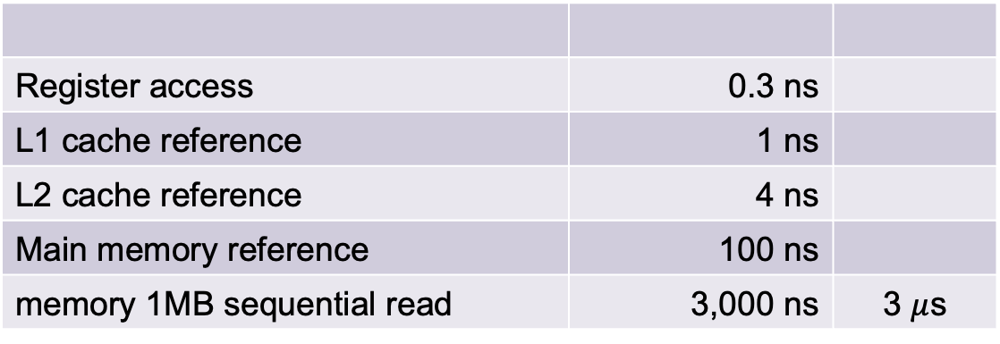 Register access 0.3 ns
L1 cache reference 1 ns
L2 cache reference 4 ns
Main memory reference 100 ns
memory 1MB sequential read 3,000 ns 3 𝜇s